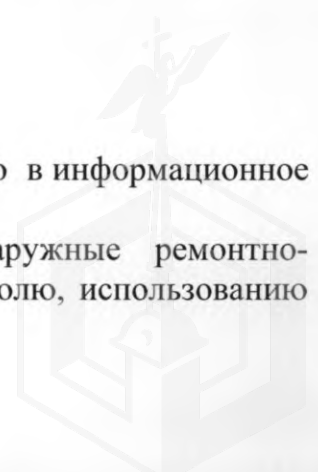 о в информационное
аружные ремонтно-
олю, использованию